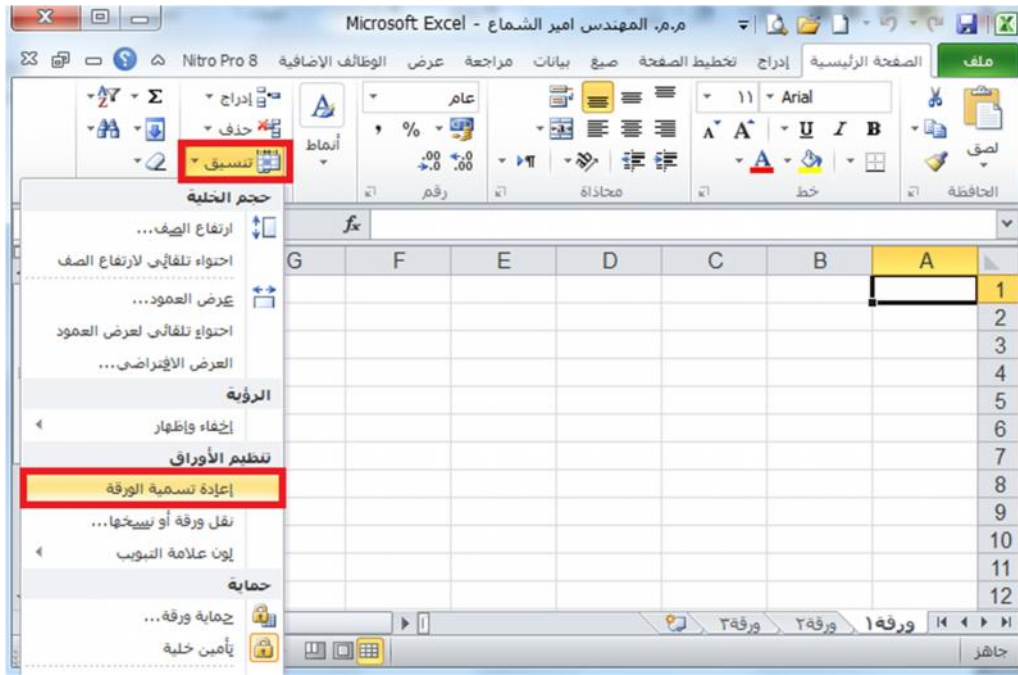 م.م. المهندس امير الشماع - Microsoft Excel
ملف الصفحة الرئيسية إدراج تخطيط الصفحة صيغ بيانات مراجعة عرض الوظائف الإضافية Nitro Pro 8
لصق
Arial ١١
عام
أنماط
إدراج
حذف
تنسيق
B I U
%
الحافظة خط محاذاة رقم
fx
A B C D E F G
1
2
3
4
5
6
7
8
9
10
11
12
حجم الخلية
ارتفاع الصف...
احتواء تلقائي لارتفاع الصف
عرض العمود...
احتواء تلقائي لعرض العمود
العرض الافتراضي...
الرؤية
إخفاء وإظهار
تنظيم الأوراق
إعادة تسمية الورقة
نقل ورقة أو نسخها...
لون علامة التبويب
حماية
حماية ورقة...
تأمين خلية
ورقة١ ورقة٢ ورقة٣
جاهز